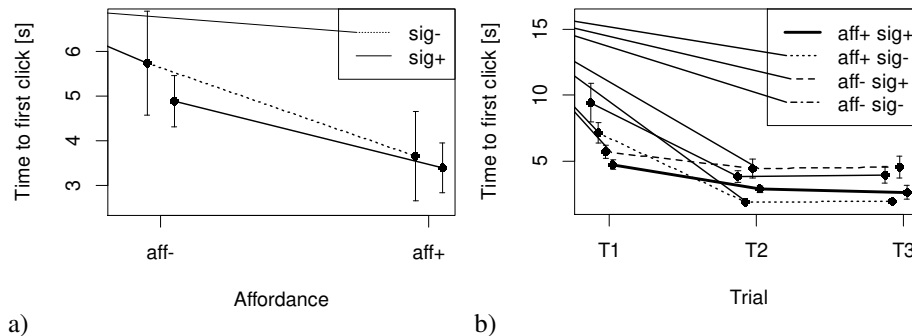 a)
Time to first click [s]
6
5
4
3
aff-
aff+
Affordance
sig-
sig+
b)
Time to first click [s]
15
10
5
T1
T2
T3
Trial
aff+ sig+
aff+ sig-
aff- sig+
aff- sig-